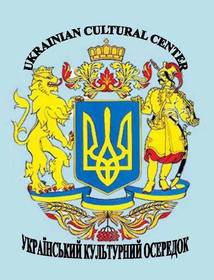 UKRAINIAN CULTURAL CENTER
УКРАЇНСЬКИЙ КУЛЬТУРНИЙ ОСЕРЕДОК